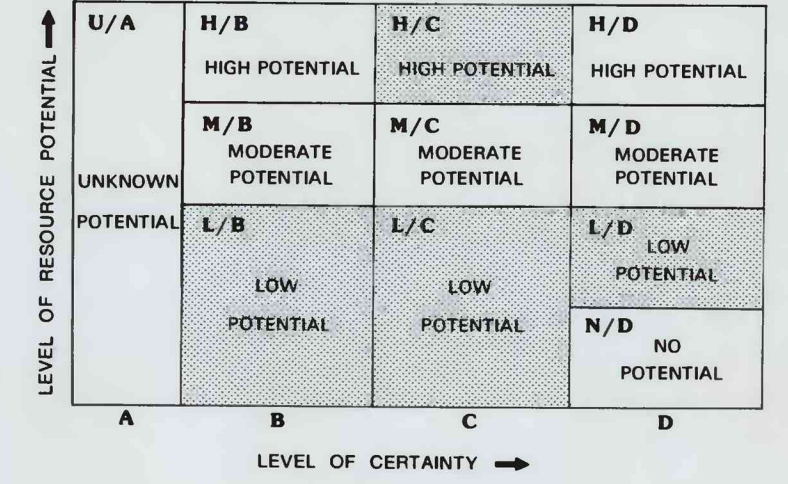 LEVEL OF RESOURCE POTENTIAL
U/A
UNKNOWN
POTENTIAL
H/B
HIGH POTENTIAL
H/C
HIGH POTENTIAL
H/D
HIGH POTENTIAL
M/B
MODERATE
POTENTIAL
M/C
MODERATE
POTENTIAL
M/D
MODERATE
POTENTIAL
L/B
LOW
POTENTIAL
L/C
LOW
POTENTIAL
L/D
LOW
POTENTIAL
N/D
NO
POTENTIAL
A B C D
LEVEL OF CERTAINTY